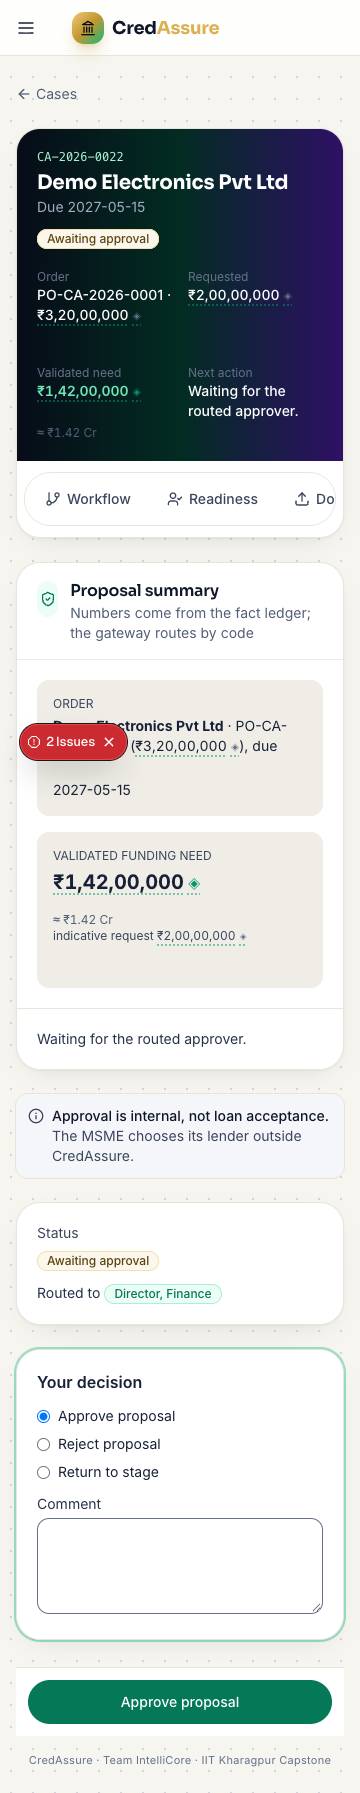 CredAssure
Cases
CA-2026-0022
Demo Electronics Pvt Ltd
Due 2027-05-15
Awaiting approval
Order
Requested
PO-CA-2026-0001 ·
₹2,00,00,000
₹3,20,00,000
Validated need
Next action
₹1,42,00,000
Waiting for the
routed approver.
≈ ₹1.42 Cr
Workflow
Readiness
Do
Proposal summary
Numbers come from the fact ledger;
the gateway routes by code
ORDER
Electronics Pvt Ltd · PO-CA-
(₹3,20,00,000 ◈), due
2 Issues
2027-05-15
VALIDATED FUNDING NEED
₹1,42,00,000 ◈
≈ ₹1.42 Cr
indicative request ₹2,00,00,000 ◈
Waiting for the routed approver.
Approval is internal, not loan acceptance.
The MSME chooses its lender outside
CredAssure.
Status
Awaiting approval
Routed to Director, Finance
Your decision
Approve proposal
Reject proposal
Return to stage
Comment
Approve proposal
CredAssure · Team IntelliCore · IIT Kharagpur Capstone